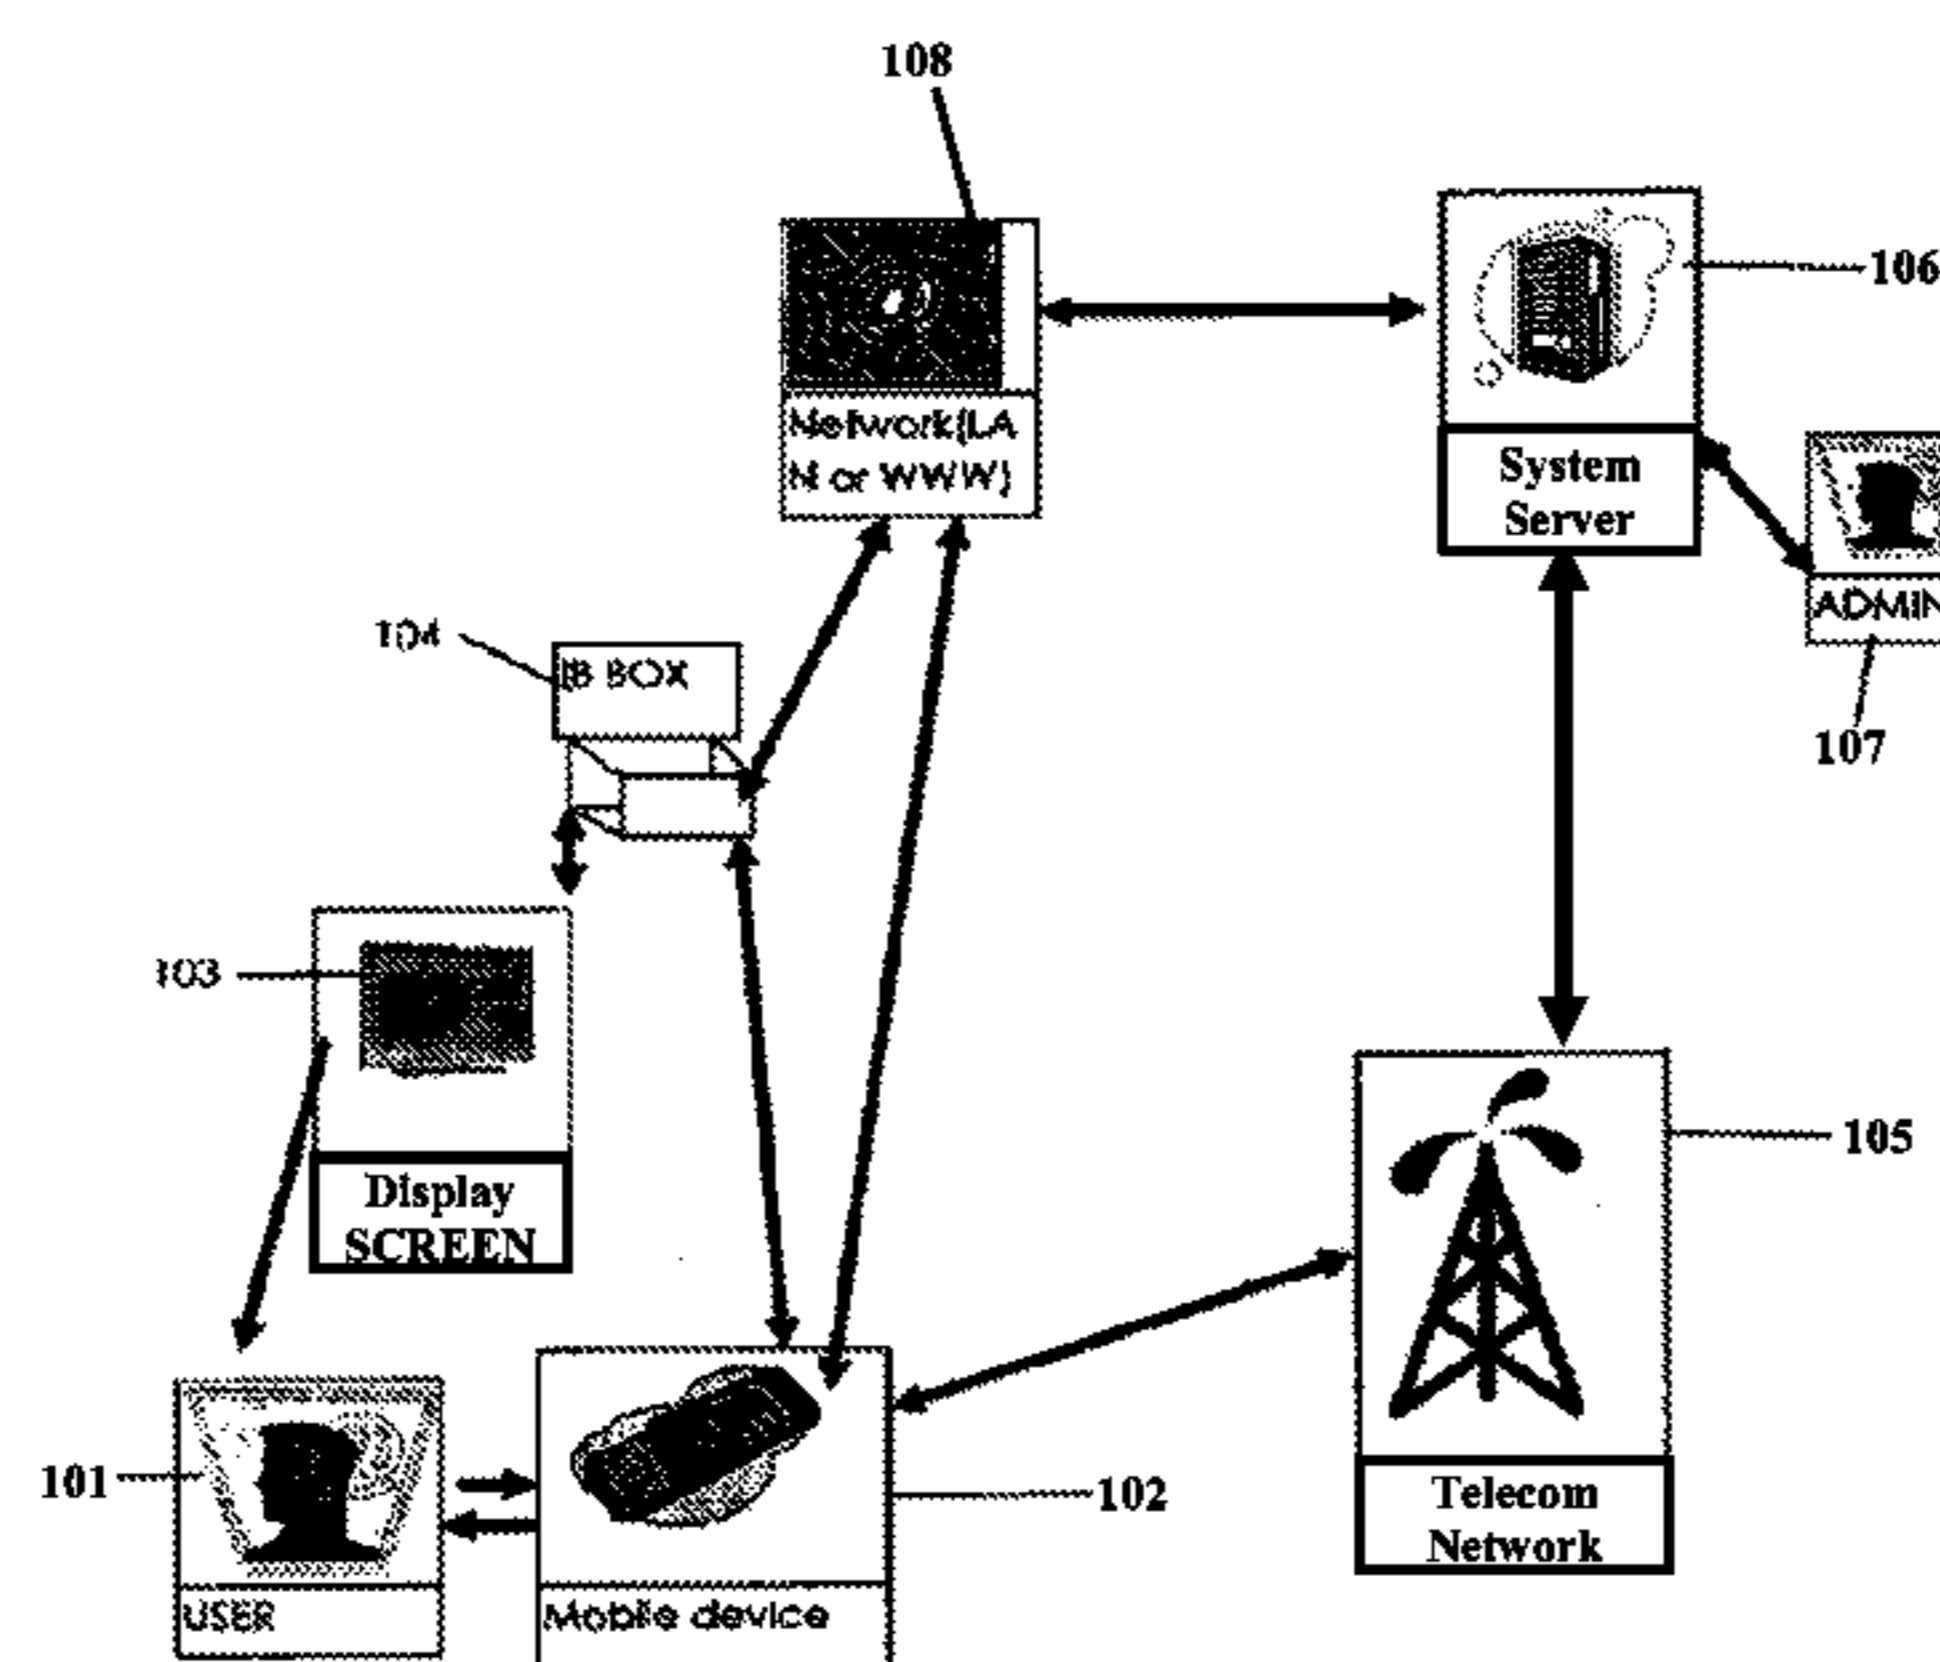 108
106
Network(LA
N or WWW)
System
Server
ADMIN
104
IB BOX
107
103
105
Display
SCREEN
101
102
Telecom
Network
USER
Mobile device